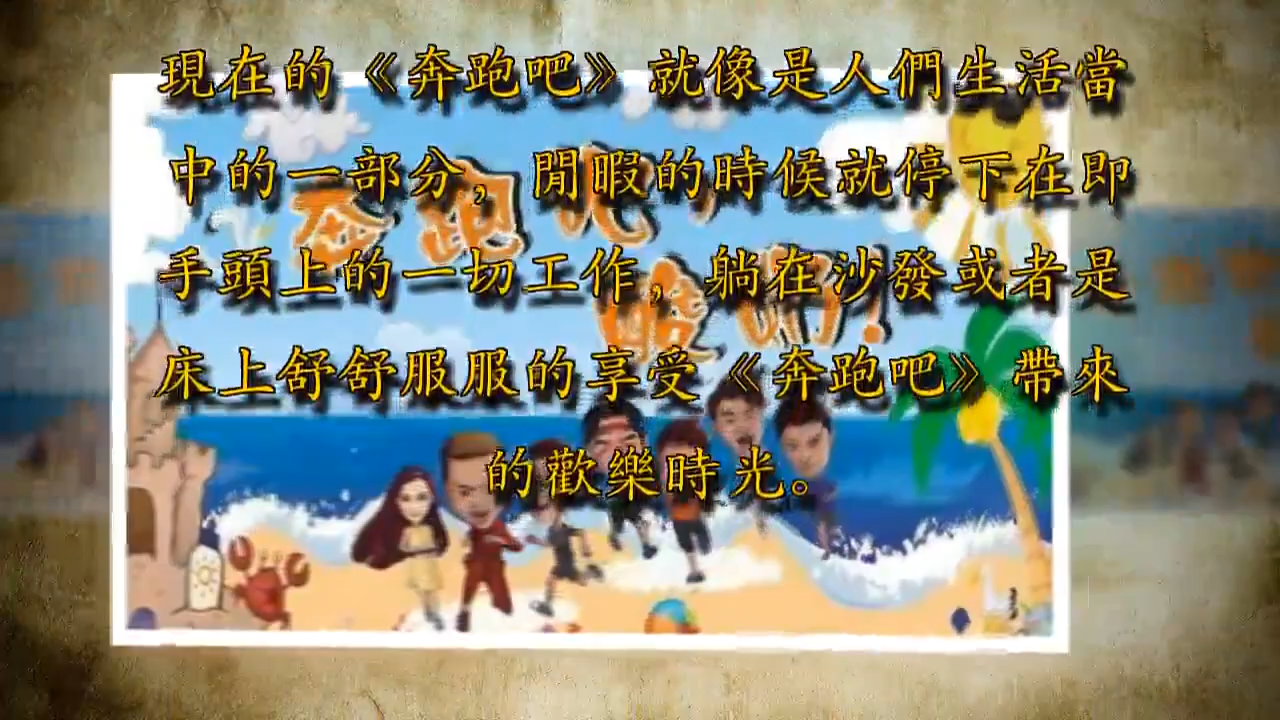 現在的《奔跑吧》就像是人們生活當
中的一部分，閒暇的時候就停下在即
手頭上的一切工作，躺在沙發或者是
床上舒舒服服的享受《奔跑吧》帶來
的歡樂時光。
奔跑吧，